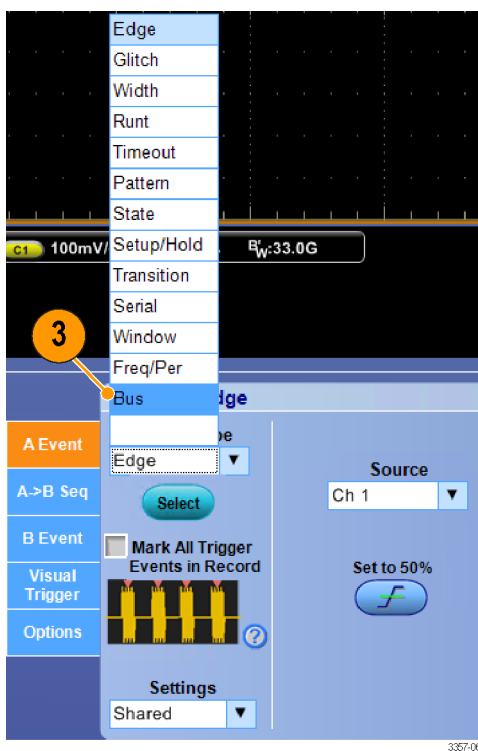 Edge
Glitch
Width
Runt
Timeout
Pattern
State
C1 100mV/ Setup/Hold BW:33.0G
Transition
Serial
Window
3
Freq/Per
Bus dge
A Event
pe
Edge
Source
A->B Seq
Ch 1
Select
B Event
Mark All Trigger
Events in Record
Set to 50%
Visual
Trigger
Options
?
Settings
Shared
3357-06